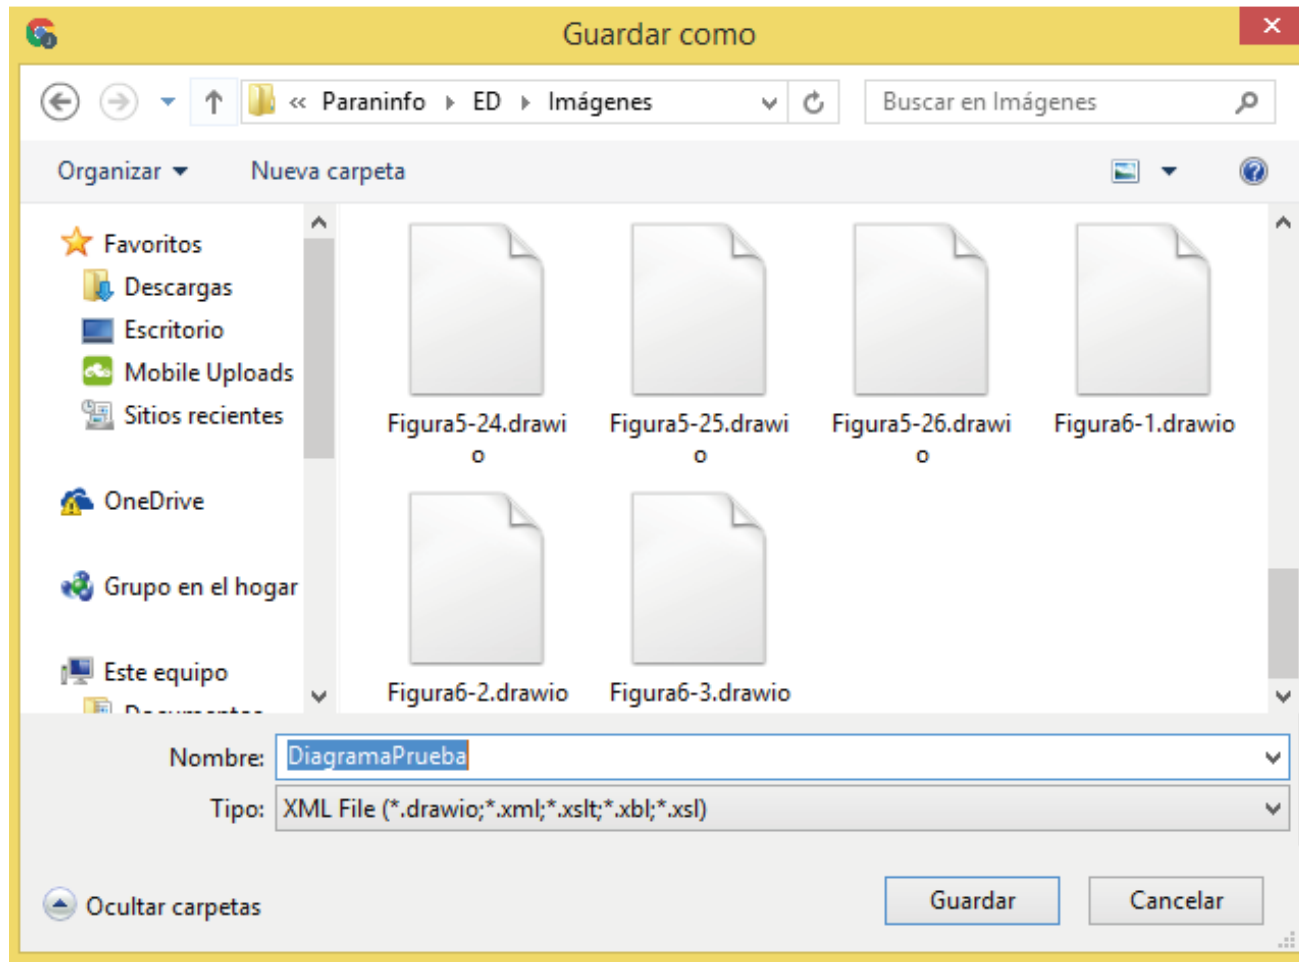 Guardar como
« Paraninfo ▸ ED ▸ Imágenes
Buscar en Imágenes
Organizar
Nueva carpeta
Favoritos
Descargas
Escritorio
Mobile Uploads
Sitios recientes
OneDrive
Grupo en el hogar
Este equipo
Documentos
Figura5-24.drawi
o
Figura5-25.drawi
o
Figura5-26.drawi
o
Figura6-1.drawio
Figura6-2.drawio
Figura6-3.drawio
Nombre: DiagramaPrueba
Tipo: XML File (*.drawio;*.xml;*.xslt;*.xbl;*.xsl)
Ocultar carpetas
Guardar
Cancelar